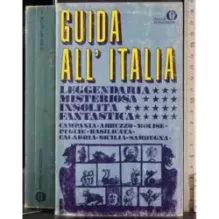 GUIDA
ALL'ITALIA
LEGGENDARIA
MISTERIOSA
INSOLITA
FANTASTICA
CAMPANIA·ABRUZZO·MOLISE·
PUGLIE·BASILICATA·
CALABRIA·SICILIA·SARDEGNA